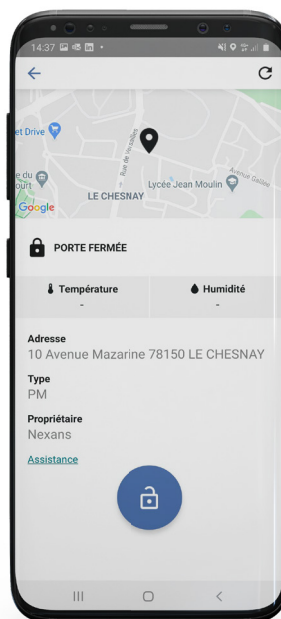 14:37
et Drive
Rue de Versailles
e du
ourt
Lycée Jean Moulin
Avenue Gallieni
LE CHESNAY
Google
PORTE FERMÉE
Température
Humidité
-
-
Adresse
10 Avenue Mazarine 78150 LE CHESNAY
Type
PM
Propriétaire
Nexans
Assistance